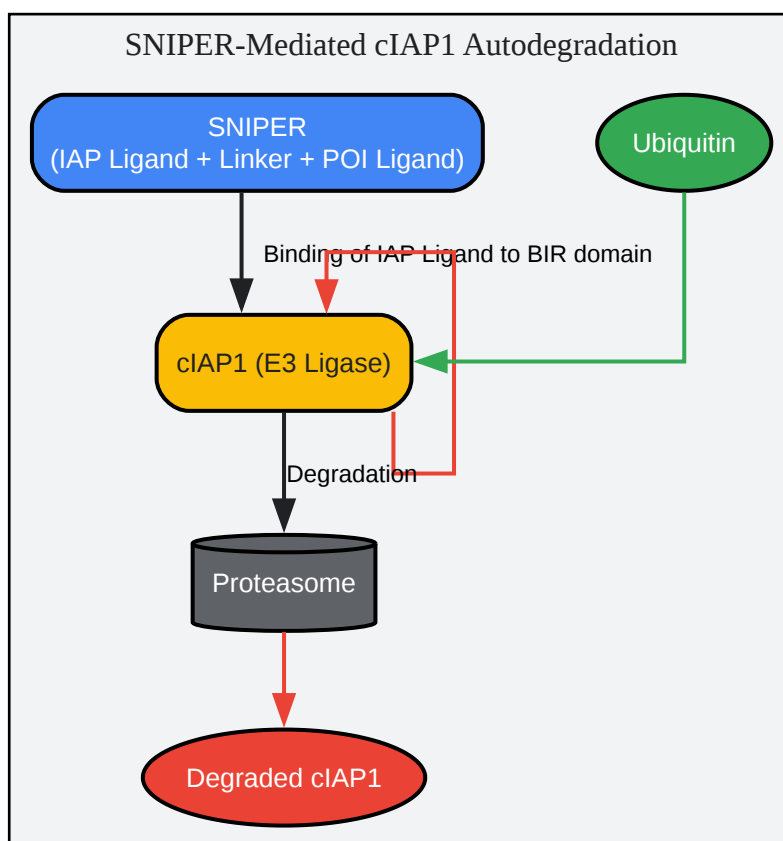 SNIPER-Mediated cIAP1 Autodegradation
SNIPER
(IAP Ligand + Linker + POI Ligand)
Ubiquitin
Binding of IAP Ligand to BIR domain
cIAP1 (E3 Ligase)
Degradation
Proteasome
Degraded cIAP1